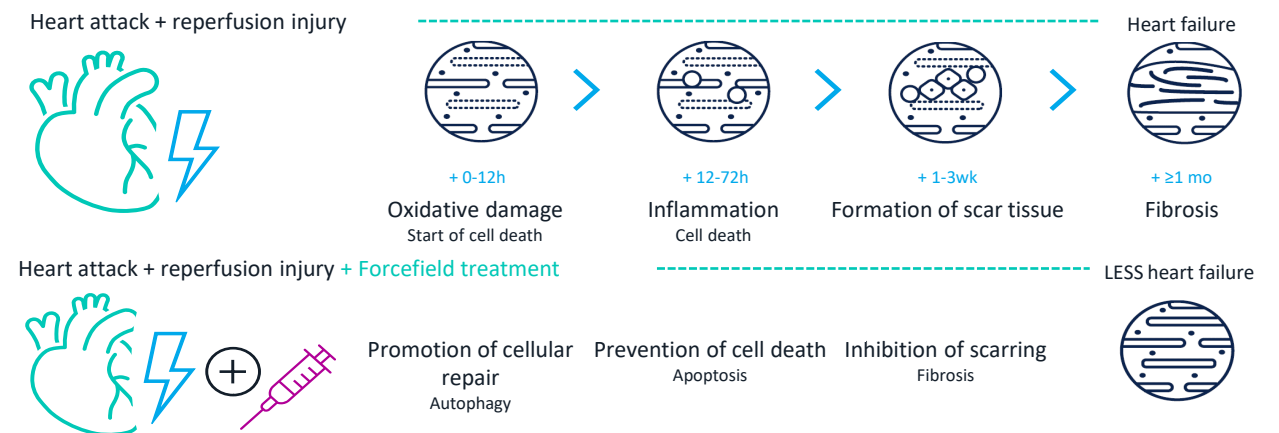 Heart attack + reperfusion injury
Heart failure
+ 0-12h
+ 12-72h
+ 1-3wk
+ ≥1 mo
Oxidative damage
Inflammation
Formation of scar tissue
Fibrosis
Start of cell death
Cell death
Heart attack + reperfusion injury + Forcefield treatment
LESS heart failure
Promotion of cellular
repair
Autophagy
Prevention of cell death
Apoptosis
Inhibition of scarring
Fibrosis